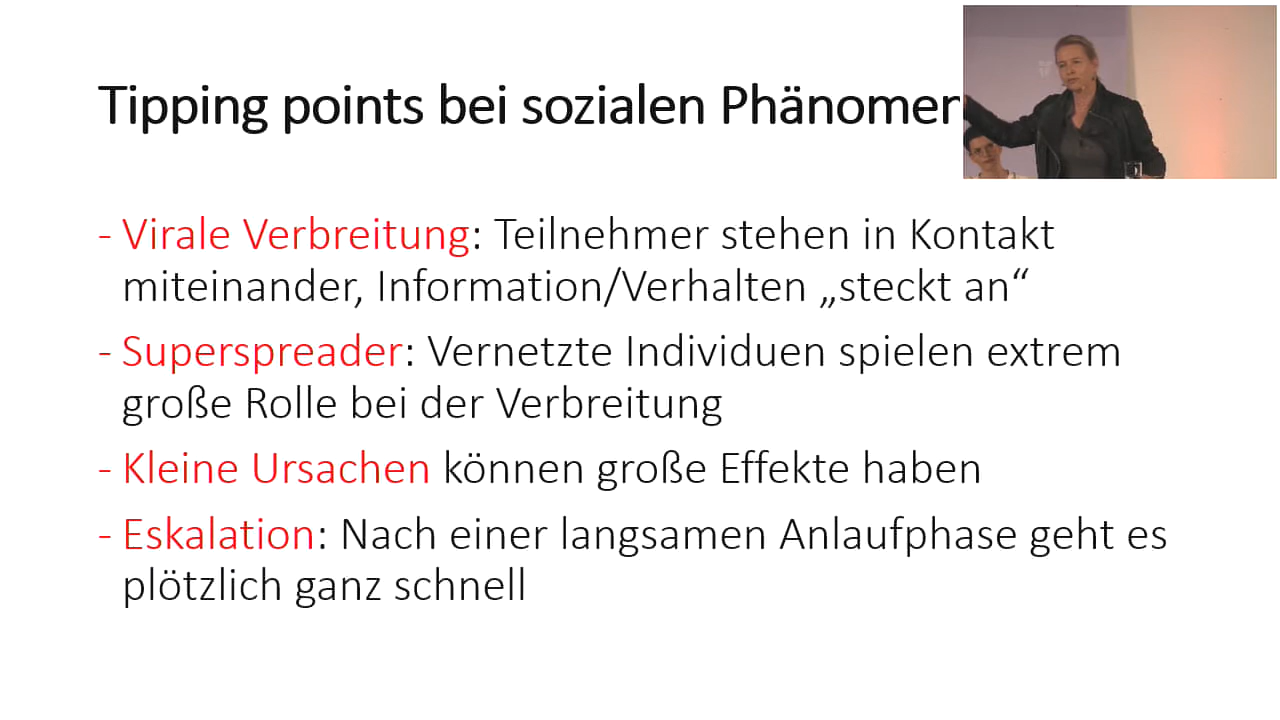 Tipping points bei sozialen Phänomen
- Virale Verbreitung: Teilnehmer stehen in Kontakt
miteinander, Information/Verhalten „steckt an“
- Superspreader: Vernetzte Individuen spielen extrem
große Rolle bei der Verbreitung
- Kleine Ursachen können große Effekte haben
- Eskalation: Nach einer langsamen Anlaufphase geht es
plötzlich ganz schnell